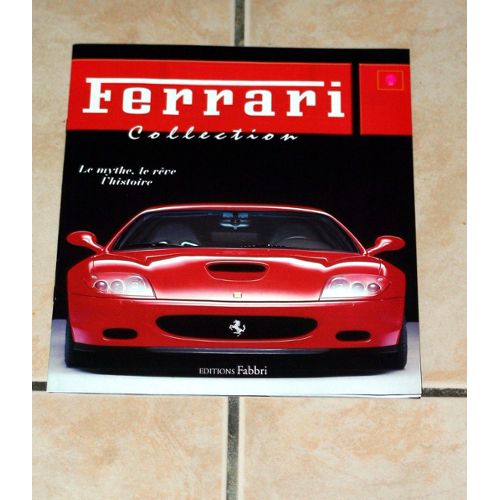 Ferrari
Collection
Le mythe, le rêve
l'histoire
EDITIONS Fabbri